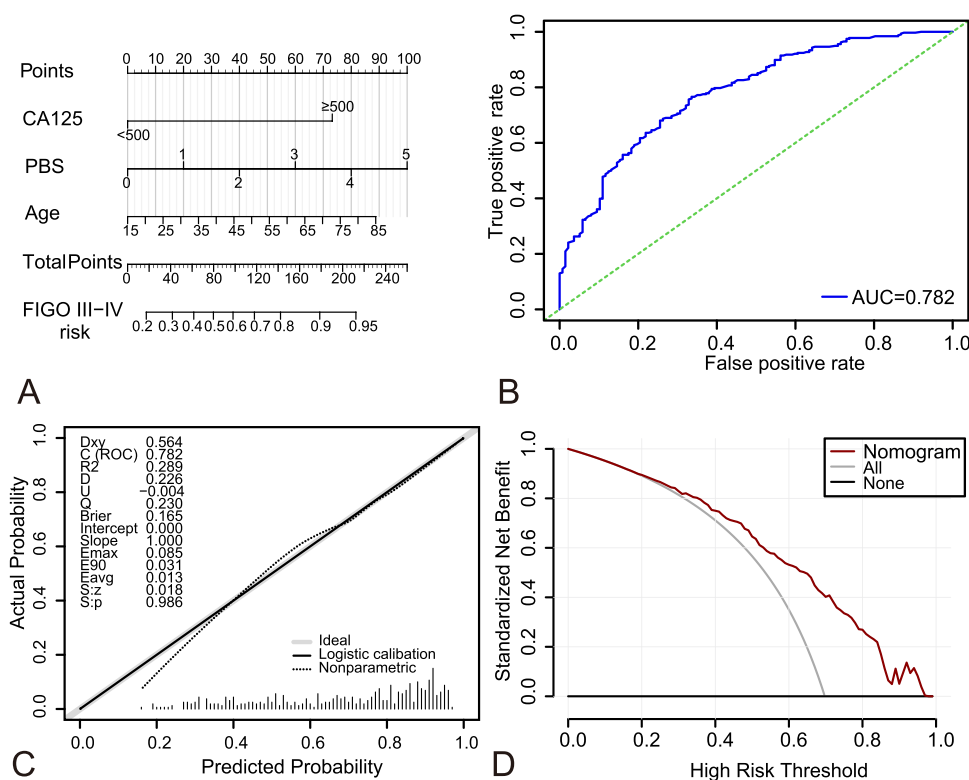 Points
0 10 20 30 40 50 60 70 80 90 100
CA125
<500
≥500
PBS
0 1 2 3 4 5
Age
15 25 35 45 55 65 75 85
TotalPoints
0 40 80 120 160 200 240
FIGO III−IV
risk
0.2 0.3 0.4 0.5 0.6 0.7 0.8 0.9 0.95
A
True positive rate
1.0
0.8
0.6
0.4
0.2
0.0
AUC=0.782
0.0 0.2 0.4 0.6 0.8 1.0
False positive rate
B
Actual Probability
1.0
0.8
0.6
0.4
0.2
0.0
Dxy 0.564
C (ROC) 0.782
R2 0.289
D 0.226
U −0.004
Q 0.230
Brier 0.165
Intercept 0.000
Slope 1.000
Emax 0.085
E90 0.031
Eavg 0.013
S:z 0.018
S:p 0.986
Ideal
Logistic calibation
Nonparametric
0.0 0.2 0.4 0.6 0.8 1.0
Predicted Probability
C
Standardized Net Benefit
1.0
0.8
0.6
0.4
0.2
0.0
Nomogram
All
None
0.0 0.2 0.4 0.6 0.8 1.0
High Risk Threshold
D